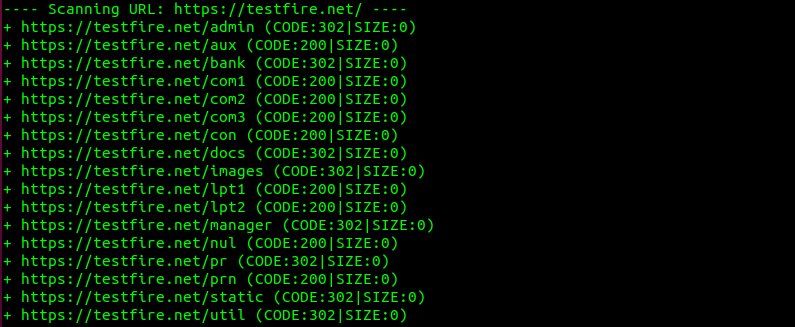 ---- Scanning URL: https://testfire.net/ ----
+ https://testfire.net/admin (CODE:302|SIZE:0)
+ https://testfire.net/aux (CODE:200|SIZE:0)
+ https://testfire.net/bank (CODE:302|SIZE:0)
+ https://testfire.net/com1 (CODE:200|SIZE:0)
+ https://testfire.net/com2 (CODE:200|SIZE:0)
+ https://testfire.net/com3 (CODE:200|SIZE:0)
+ https://testfire.net/con (CODE:200|SIZE:0)
+ https://testfire.net/docs (CODE:302|SIZE:0)
+ https://testfire.net/images (CODE:302|SIZE:0)
+ https://testfire.net/lpt1 (CODE:200|SIZE:0)
+ https://testfire.net/lpt2 (CODE:200|SIZE:0)
+ https://testfire.net/manager (CODE:302|SIZE:0)
+ https://testfire.net/nul (CODE:200|SIZE:0)
+ https://testfire.net/pr (CODE:302|SIZE:0)
+ https://testfire.net/prn (CODE:200|SIZE:0)
+ https://testfire.net/static (CODE:302|SIZE:0)
+ https://testfire.net/util (CODE:302|SIZE:0)